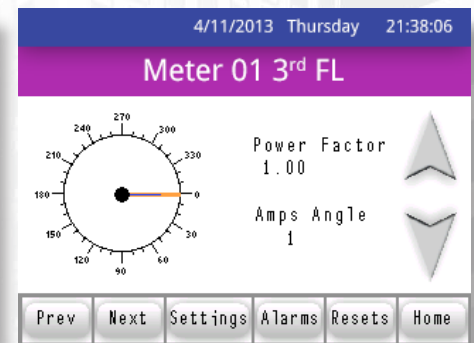 4/11/2013 Thursday 21:38:06
Meter 01 3rd FL
270
240 300
210 330
180 0
150 30
120 60
90
Power Factor
1.00
Amps Angle
1
Prev Next Settings Alarms Resets Home